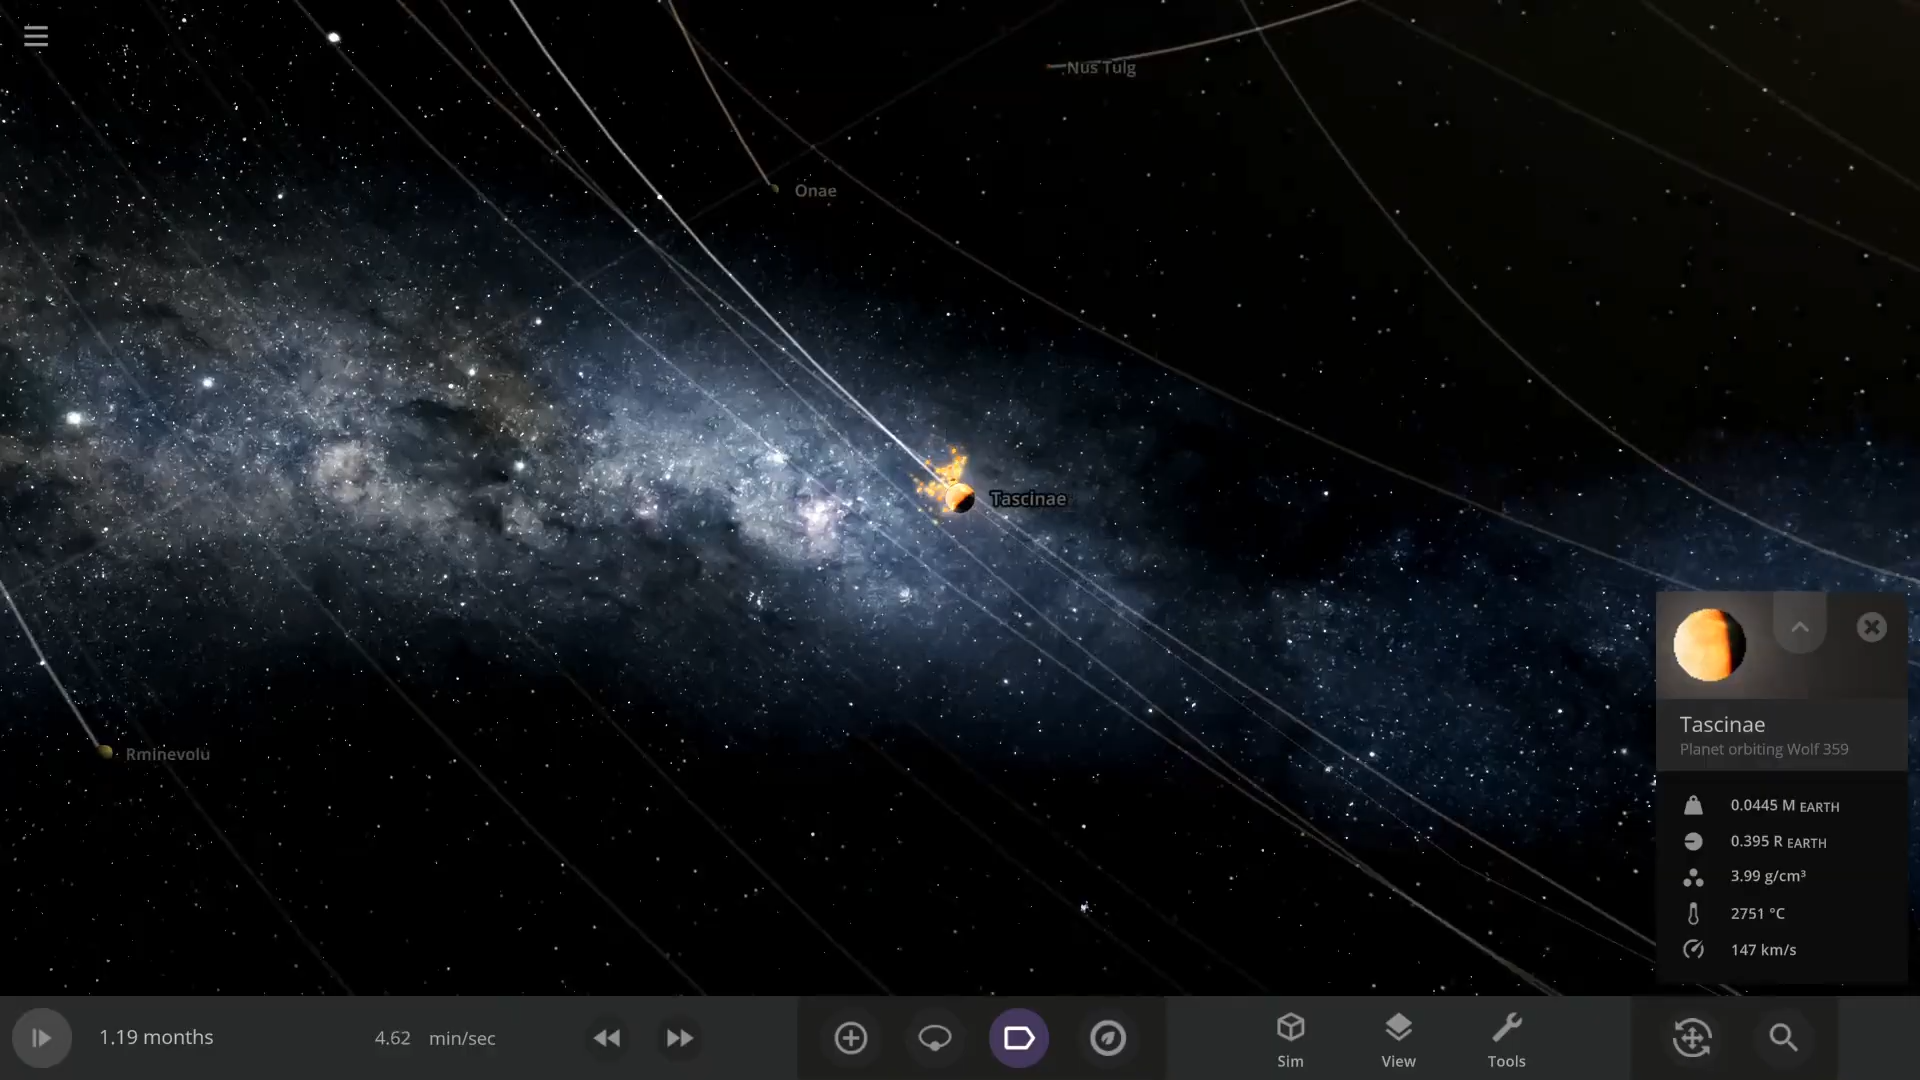 Nus Tulg
Onae
Tascinae
Rminevolu
Tascinae
Planet orbiting Wolf 359
0.0445 M EARTH
0.395 R EARTH
3.99 g/cm³
2751 °C
147 km/s
1.19 months
4.62 min/sec
Sim
View
Tools